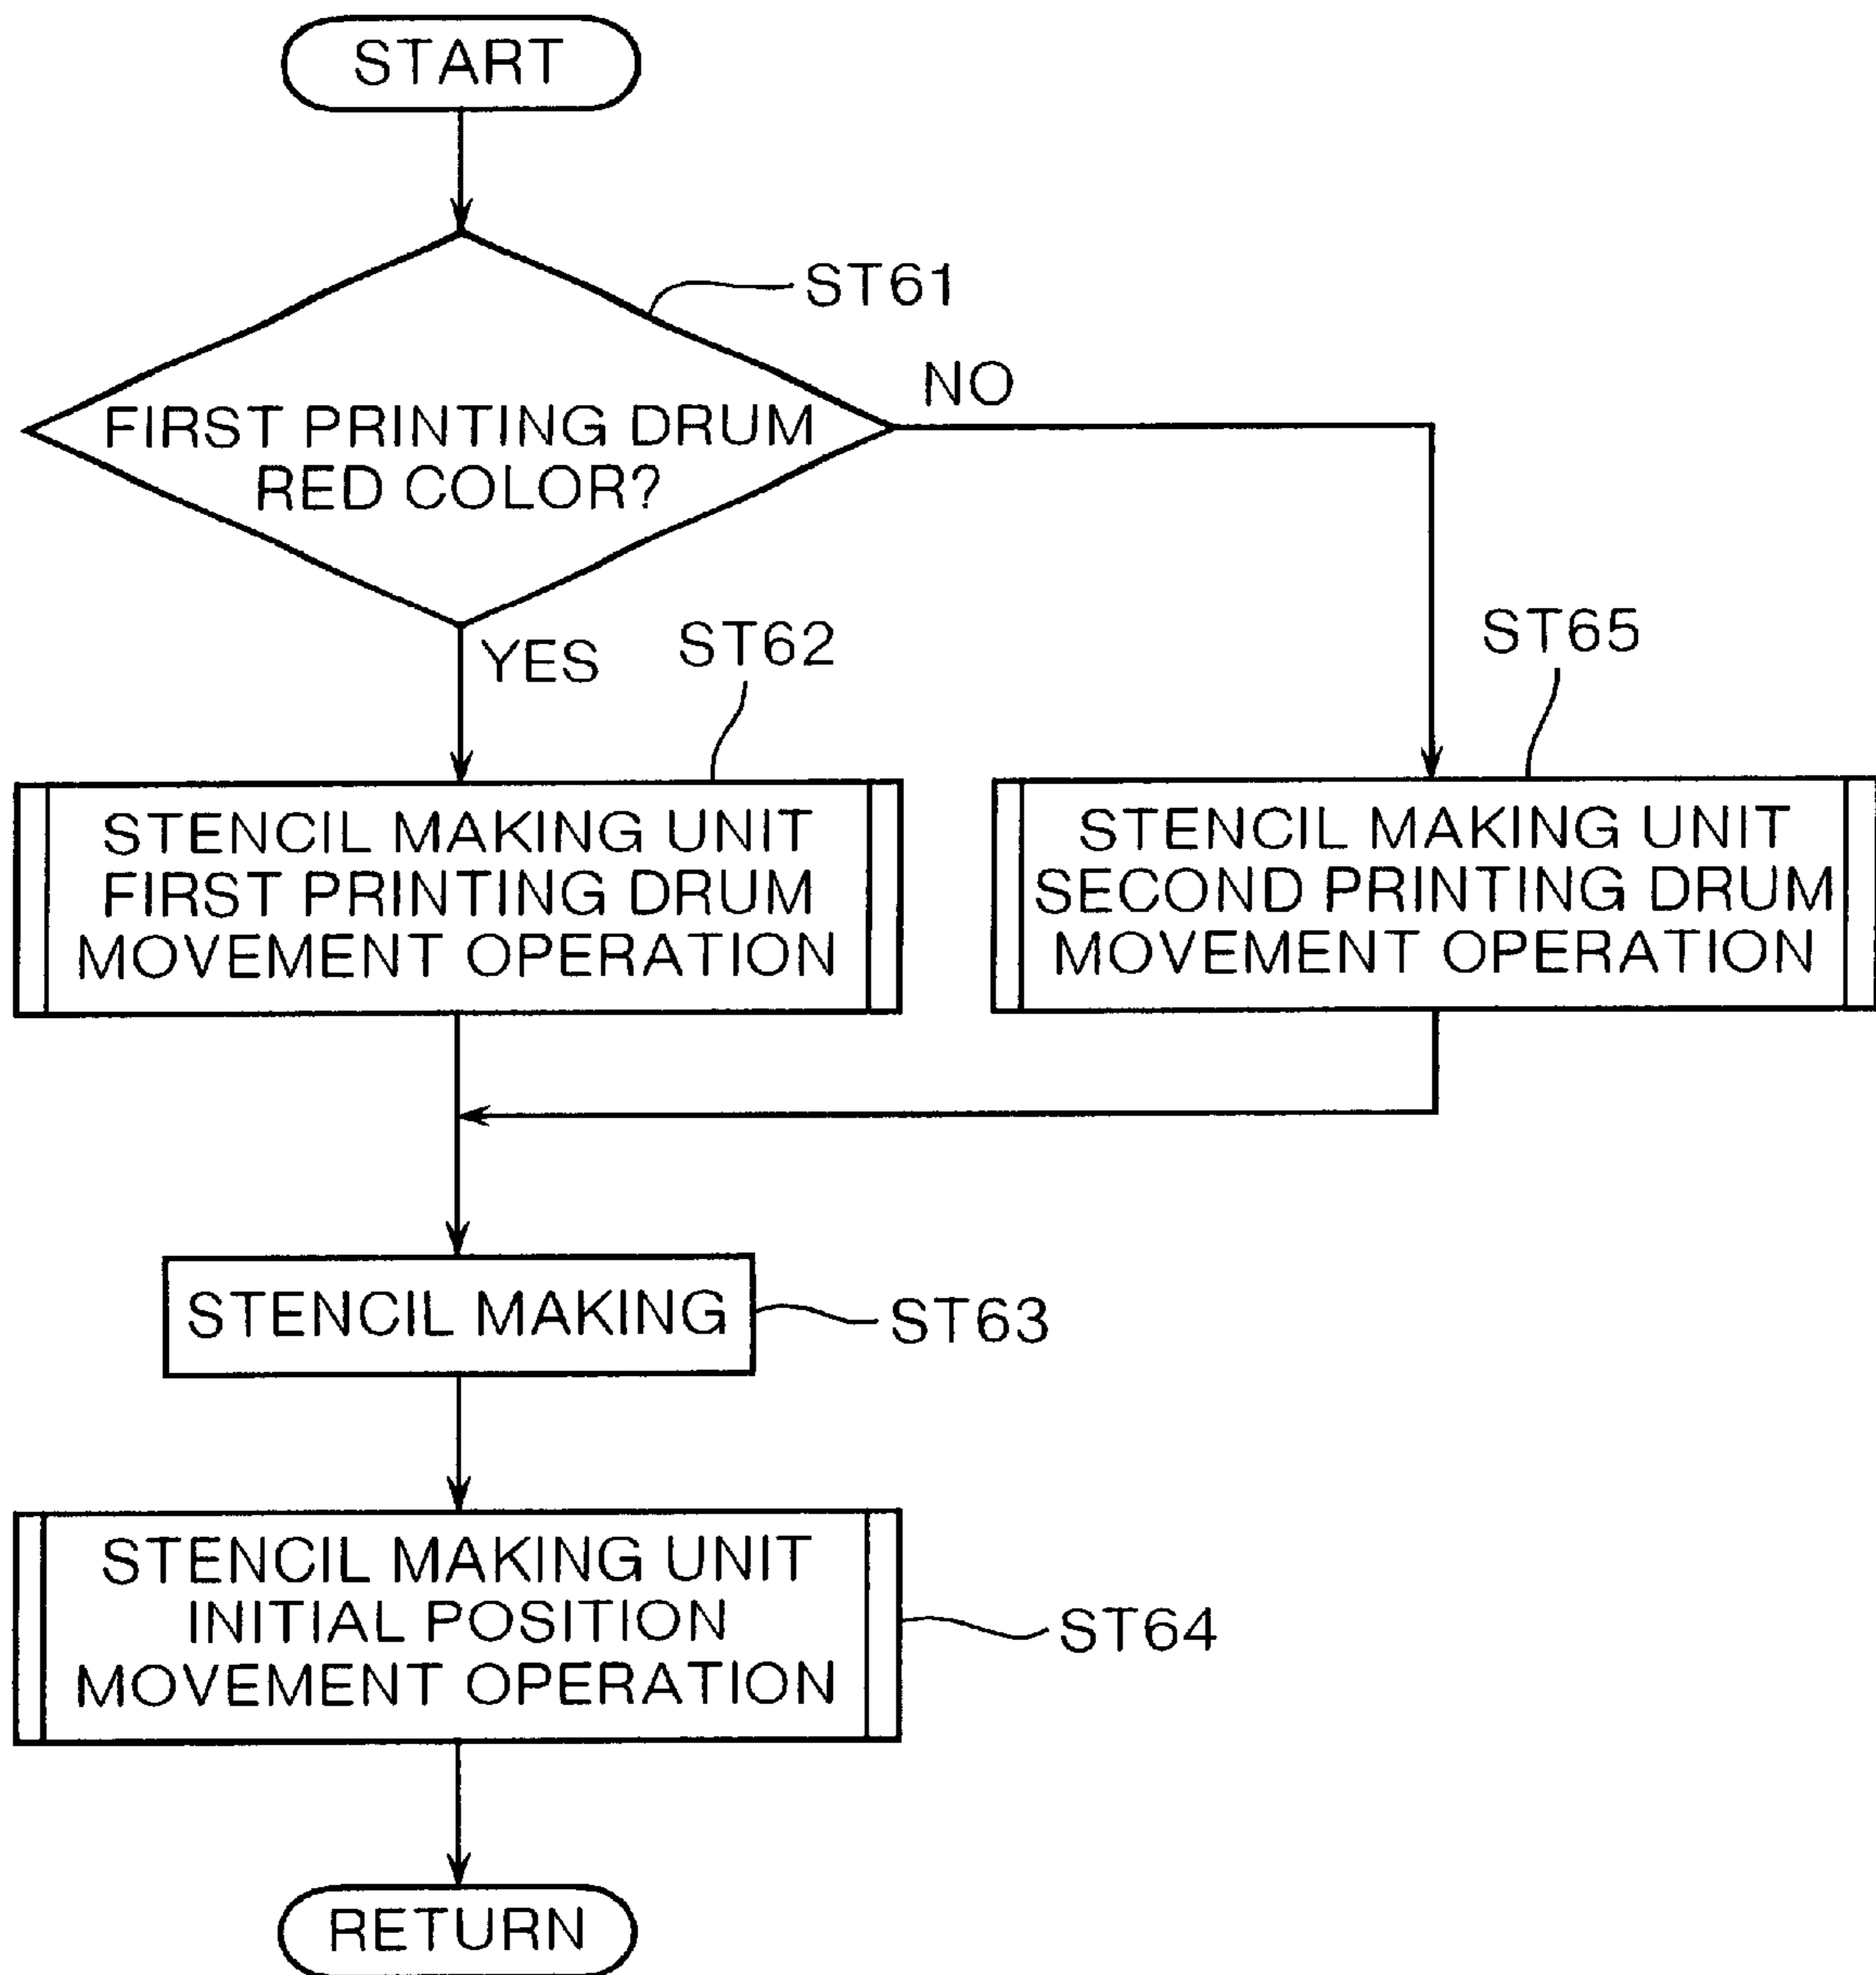 START
ST61
NO
FIRST PRINTING DRUM
RED COLOR?
YES
ST62
ST65
STENCIL MAKING UNIT
FIRST PRINTING DRUM
MOVEMENT OPERATION
STENCIL MAKING UNIT
SECOND PRINTING DRUM
MOVEMENT OPERATION
STENCIL MAKING
ST63
STENCIL MAKING UNIT
INITIAL POSITION
MOVEMENT OPERATION
ST64
RETURN